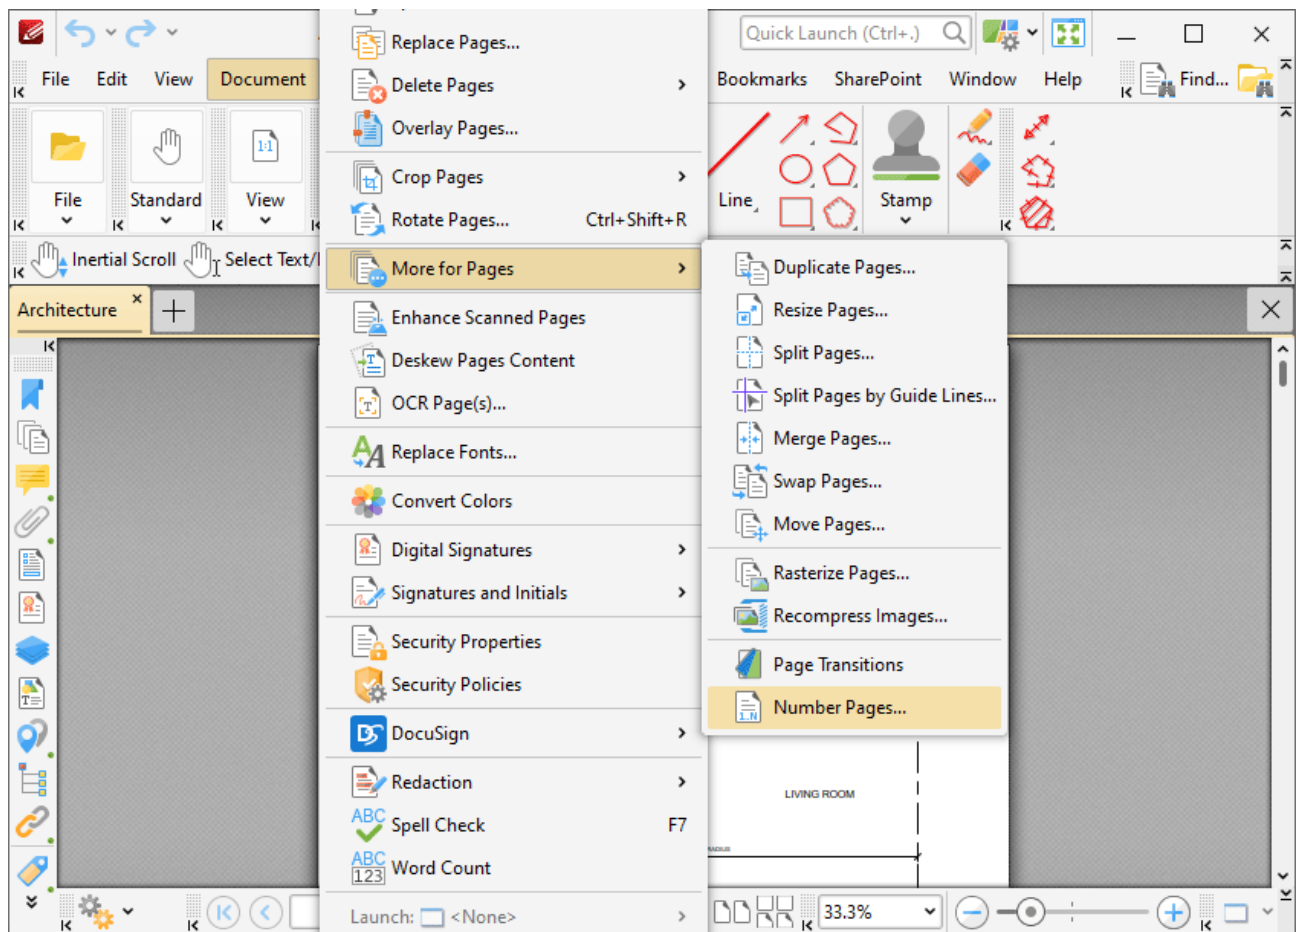 Quick Launch (Ctrl+.)
File
Edit
View
Document
Bookmarks
SharePoint
Window
Help
Find...
1:1
File
Standard
View
Line
Stamp
Inertial Scroll
Select Text/
Architecture
Replace Pages...
Delete Pages
Overlay Pages...
Crop Pages
Rotate Pages... Ctrl+Shift+R
More for Pages
Enhance Scanned Pages
Deskew Pages Content
OCR Page(s)...
Replace Fonts...
Convert Colors
Digital Signatures
Signatures and Initials
Security Properties
Security Policies
DocuSign
Redaction
ABC
Spell Check F7
ABC
123
Word Count
Launch: <None>
Duplicate Pages...
Resize Pages...
Split Pages...
Split Pages by Guide Lines...
Merge Pages...
Swap Pages...
Move Pages...
Rasterize Pages...
Recompress Images...
Page Transitions
Number Pages...
LIVING ROOM
33.3%